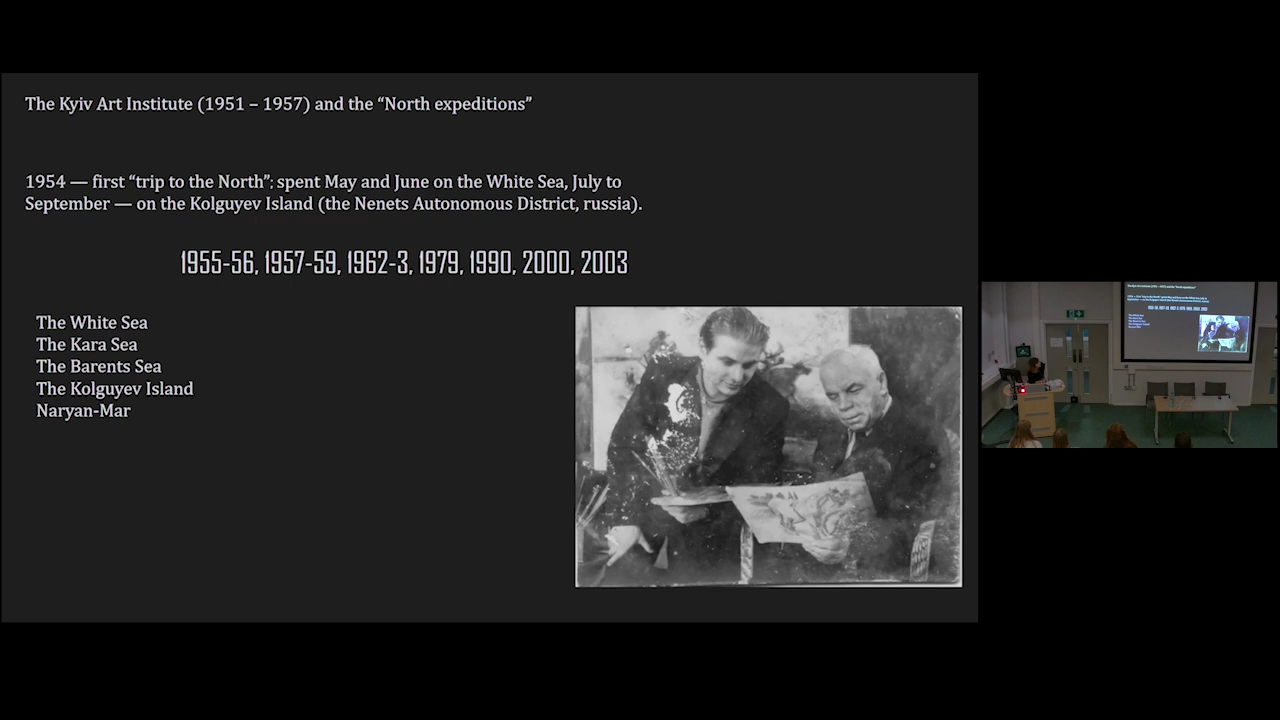 The Kyiv Art Institute (1951 – 1957) and the “North expeditions”
1954 — first “trip to the North”; spent May and June on the White Sea, July to
September — on the Kolguyev Island (the Nenets Autonomous District, russia).
1955-56, 1957-59, 1962-3, 1979, 1990, 2000, 2003
The White Sea
The Kara Sea
The Barents Sea
The Kolguyev Island
Naryan-Mar